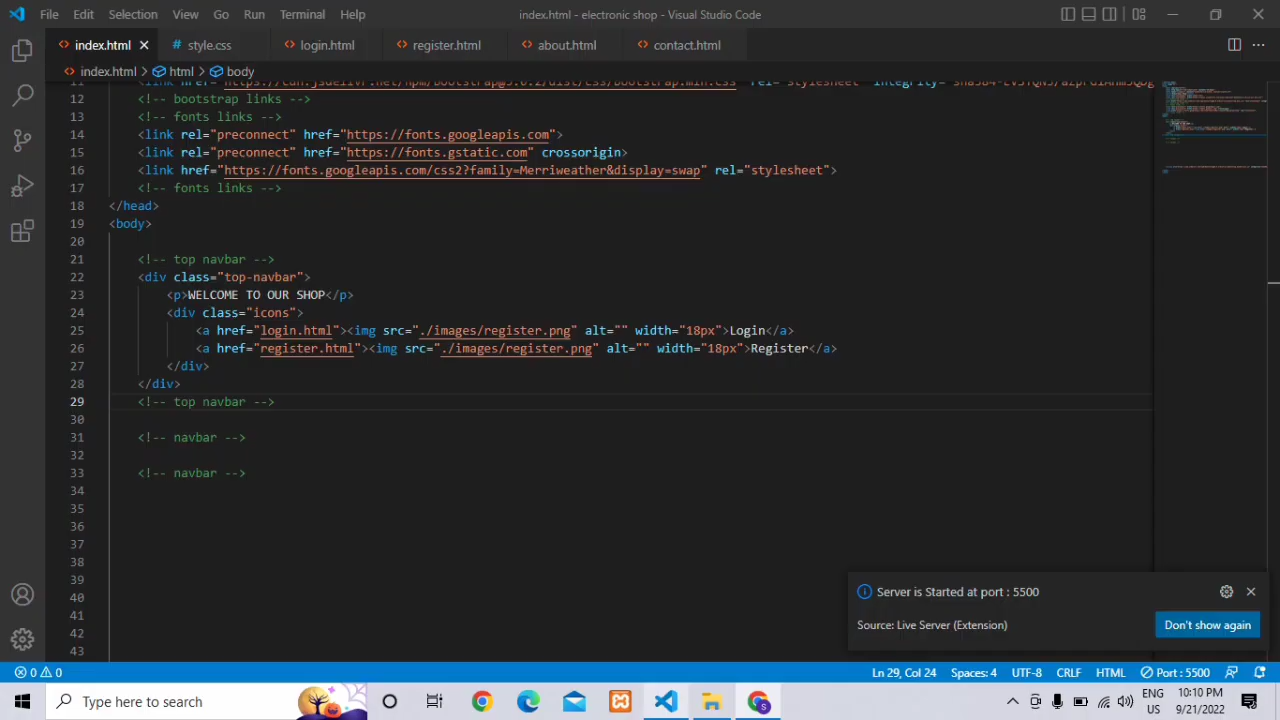 File Edit Selection View Go Run Terminal Help index.html - electronic shop - Visual Studio Code
index.html style.css login.html register.html about.html contact.html
index.html > html > body
12 <!-- bootstrap links -->
13 <!-- fonts links -->
14 <link rel="preconnect" href="https://fonts.googleapis.com">
15 <link rel="preconnect" href="https://fonts.gstatic.com" crossorigin>
16 <link href="https://fonts.googleapis.com/css2?family=Merriweather&display=swap" rel="stylesheet">
17 <!-- fonts links -->
18 </head>
19 <body>
20
21 <!-- top navbar -->
22 <div class="top-navbar">
23 <p>WELCOME TO OUR SHOP</p>
24 <div class="icons">
25 <a href="login.html"><img src="./images/register.png" alt="" width="18px">Login</a>
26 <a href="register.html"><img src="./images/register.png" alt="" width="18px">Register</a>
27 </div>
28 </div>
29 <!-- top navbar -->
30
31 <!-- navbar -->
32
33 <!-- navbar -->
34
35
36
37
38
39
40
41
42
43
Server is Started at port : 5500
Source: Live Server (Extension) Don't show again
0 0 Ln 29, Col 24 Spaces: 4 UTF-8 CRLF HTML Port : 5500
Type here to search
ENG
US
10:10 PM
9/21/2022